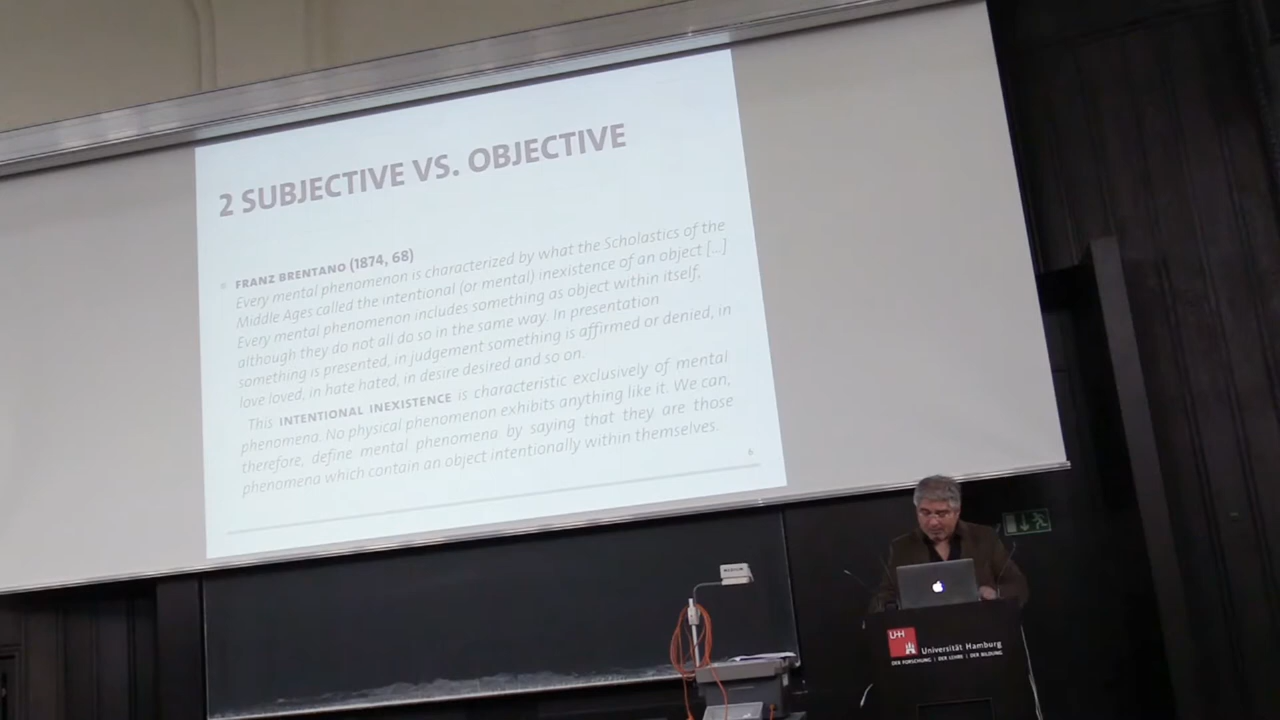 2 SUBJECTIVE VS. OBJECTIVE
FRANZ BRENTANO (1874, 68)
Every mental phenomenon is characterized by what the Scholastics of the
Middle Ages called the intentional (or mental) inexistence of an object [...]
Every mental phenomenon includes something as object within itself,
although they do not all do so in the same way. In presentation
something is presented, in judgement something is affirmed or denied, in
love loved, in hate hated, in desire desired and so on.
This INTENTIONAL INEXISTENCE is characteristic exclusively of mental
phenomena. No physical phenomenon exhibits anything like it. We can,
therefore, define mental phenomena by saying that they are those
phenomena which contain an object intentionally within themselves.
6
MEDIUM
UH
Universität Hamburg
DER FORSCHUNG | DER LEHRE | DER BILDUNG